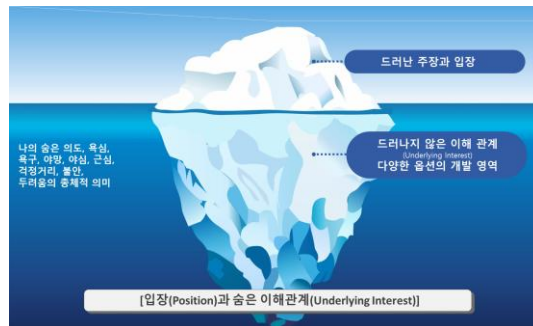 드러난 주장과 입장
나의 숨은 의도, 욕심,
욕구, 야망, 야심, 근심,
걱정거리, 불안,
두려움의 총체적 의미
드러나지 않은 이해 관계
(Underlying Interest)
다양한 옵션의 개발 영역
[입장(Position)과 숨은 이해관계(Underlying Interest)]